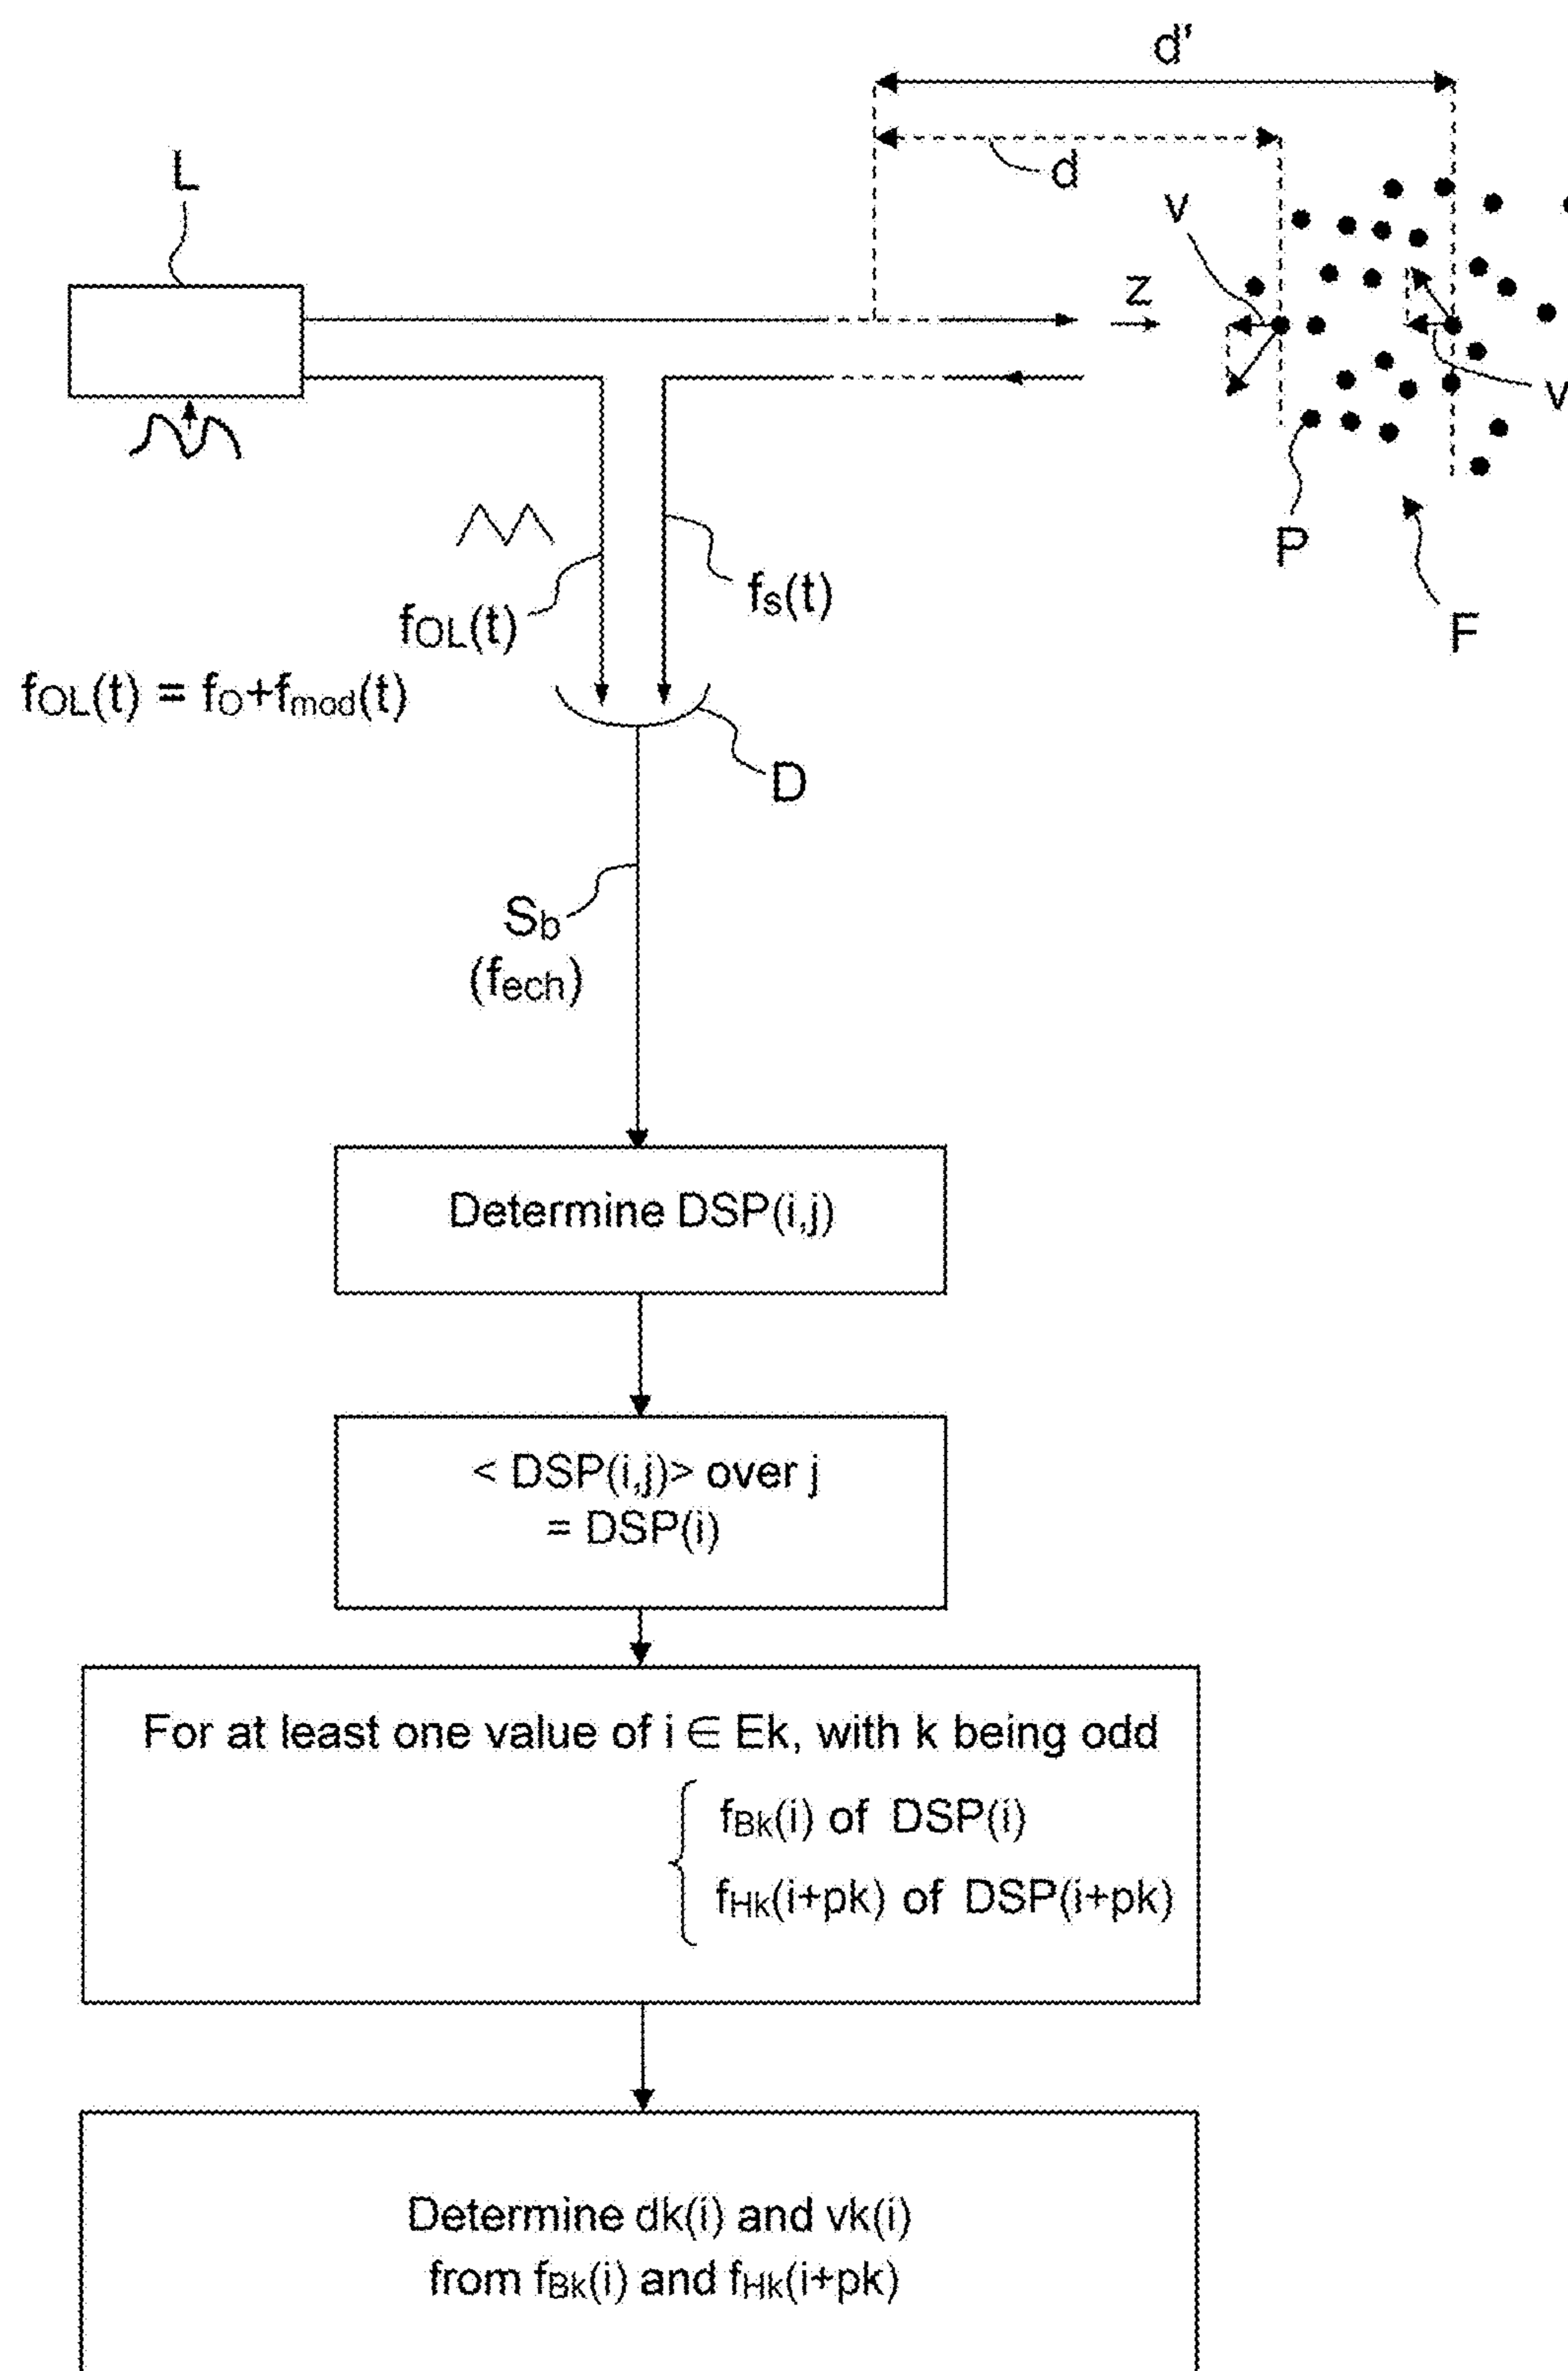 d'
L
d
v
z
v
P
F
fs(t)
fOL(t)
fOL(t) = fO+fmod(t)
D
Sb
(fech)
Determine DSP(i,j)
< DSP(i,j)> over j
= DSP(i)
For at least one value of i ∈ Ek, with k being odd
fBk(i) of DSP(i)
fHk(i+pk) of DSP(i+pk)
Determine dk(i) and vk(i)
from fBk(i) and fHk(i+pk)